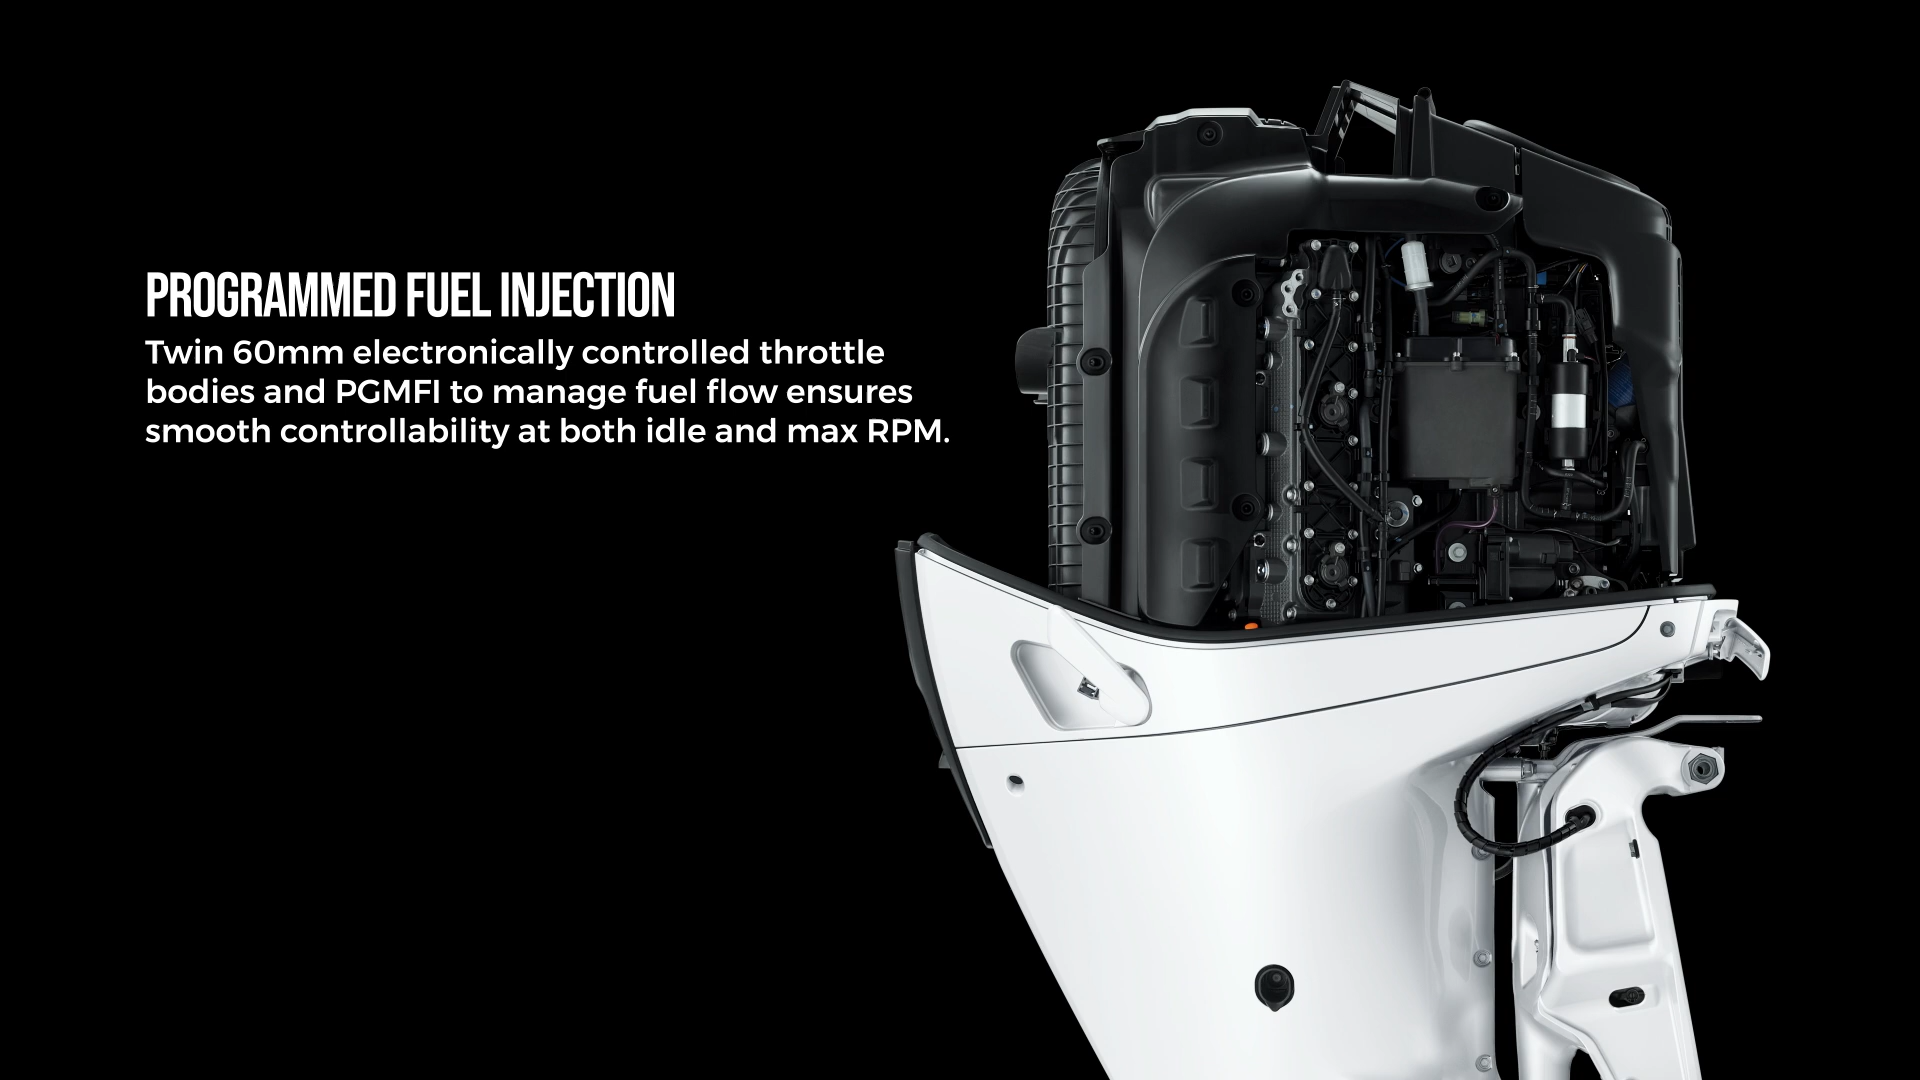 PROGRAMMED FUEL INJECTION
Twin 60mm electronically controlled throttle
bodies and PGMFI to manage fuel flow ensures
smooth controllability at both idle and max RPM.